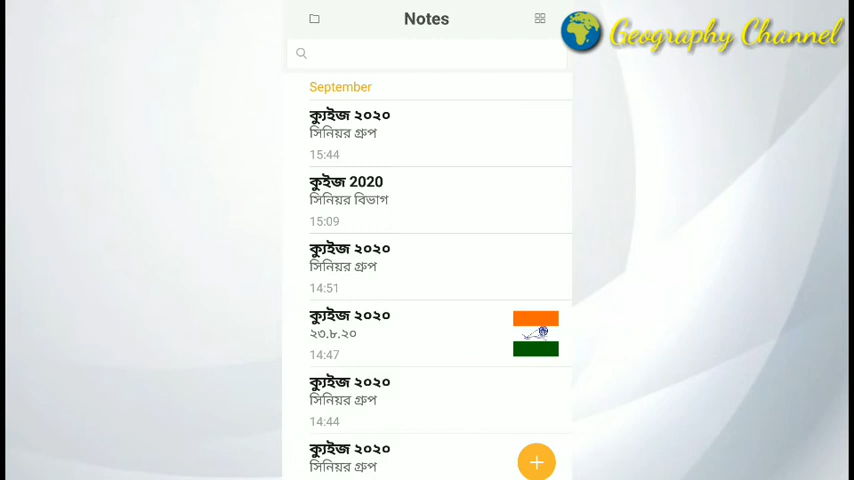 Notes
Geography Channel
September
ক্যুইজ ২০২০
সিনিয়র গ্রুপ
15:44
কুইজ 2020
সিনিয়র বিভাগ
15:09
ক্যুইজ ২০২০
সিনিয়র গ্রুপ
14:51
ক্যুইজ ২০২০
২৩.৮.২০
14:47
ক্যুইজ ২০২০
সিনিয়র গ্রুপ
14:44
ক্যুইজ ২০২০
সিনিয়র গ্রুপ